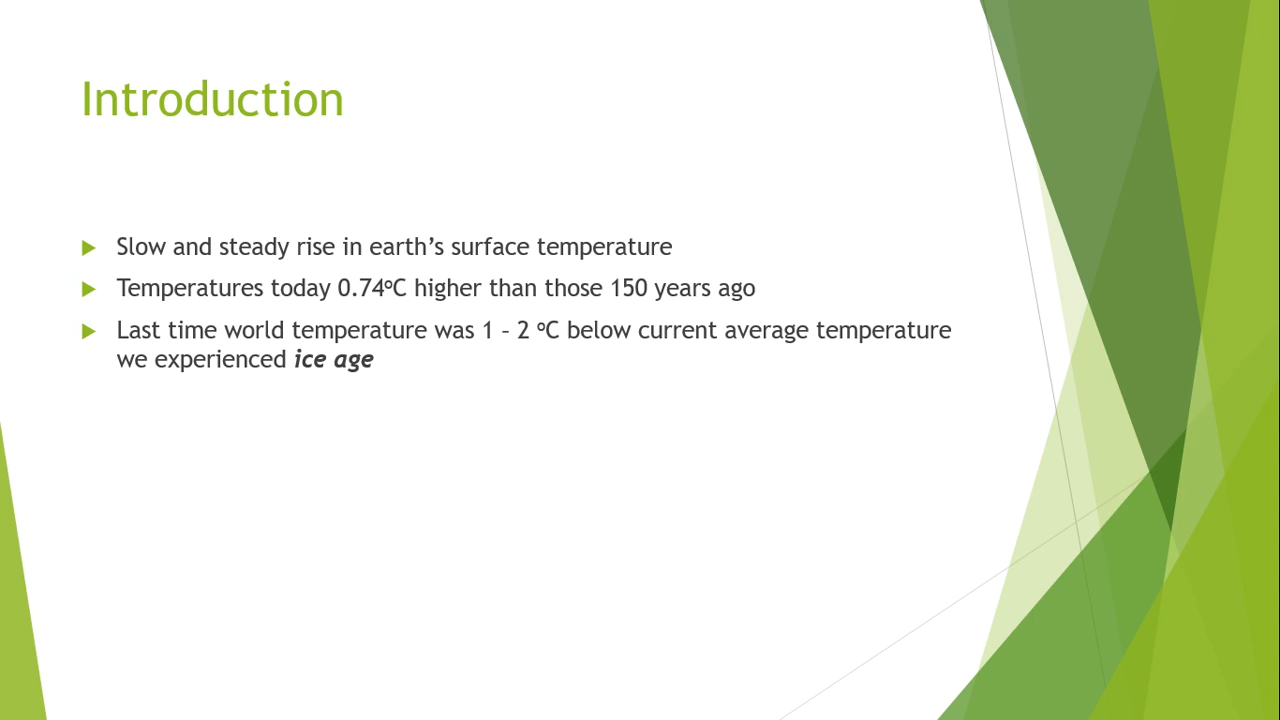 Introduction
Slow and steady rise in earth’s surface temperature
Temperatures today 0.74ºC higher than those 150 years ago
Last time world temperature was 1 – 2 ºC below current average temperature
we experienced ice age